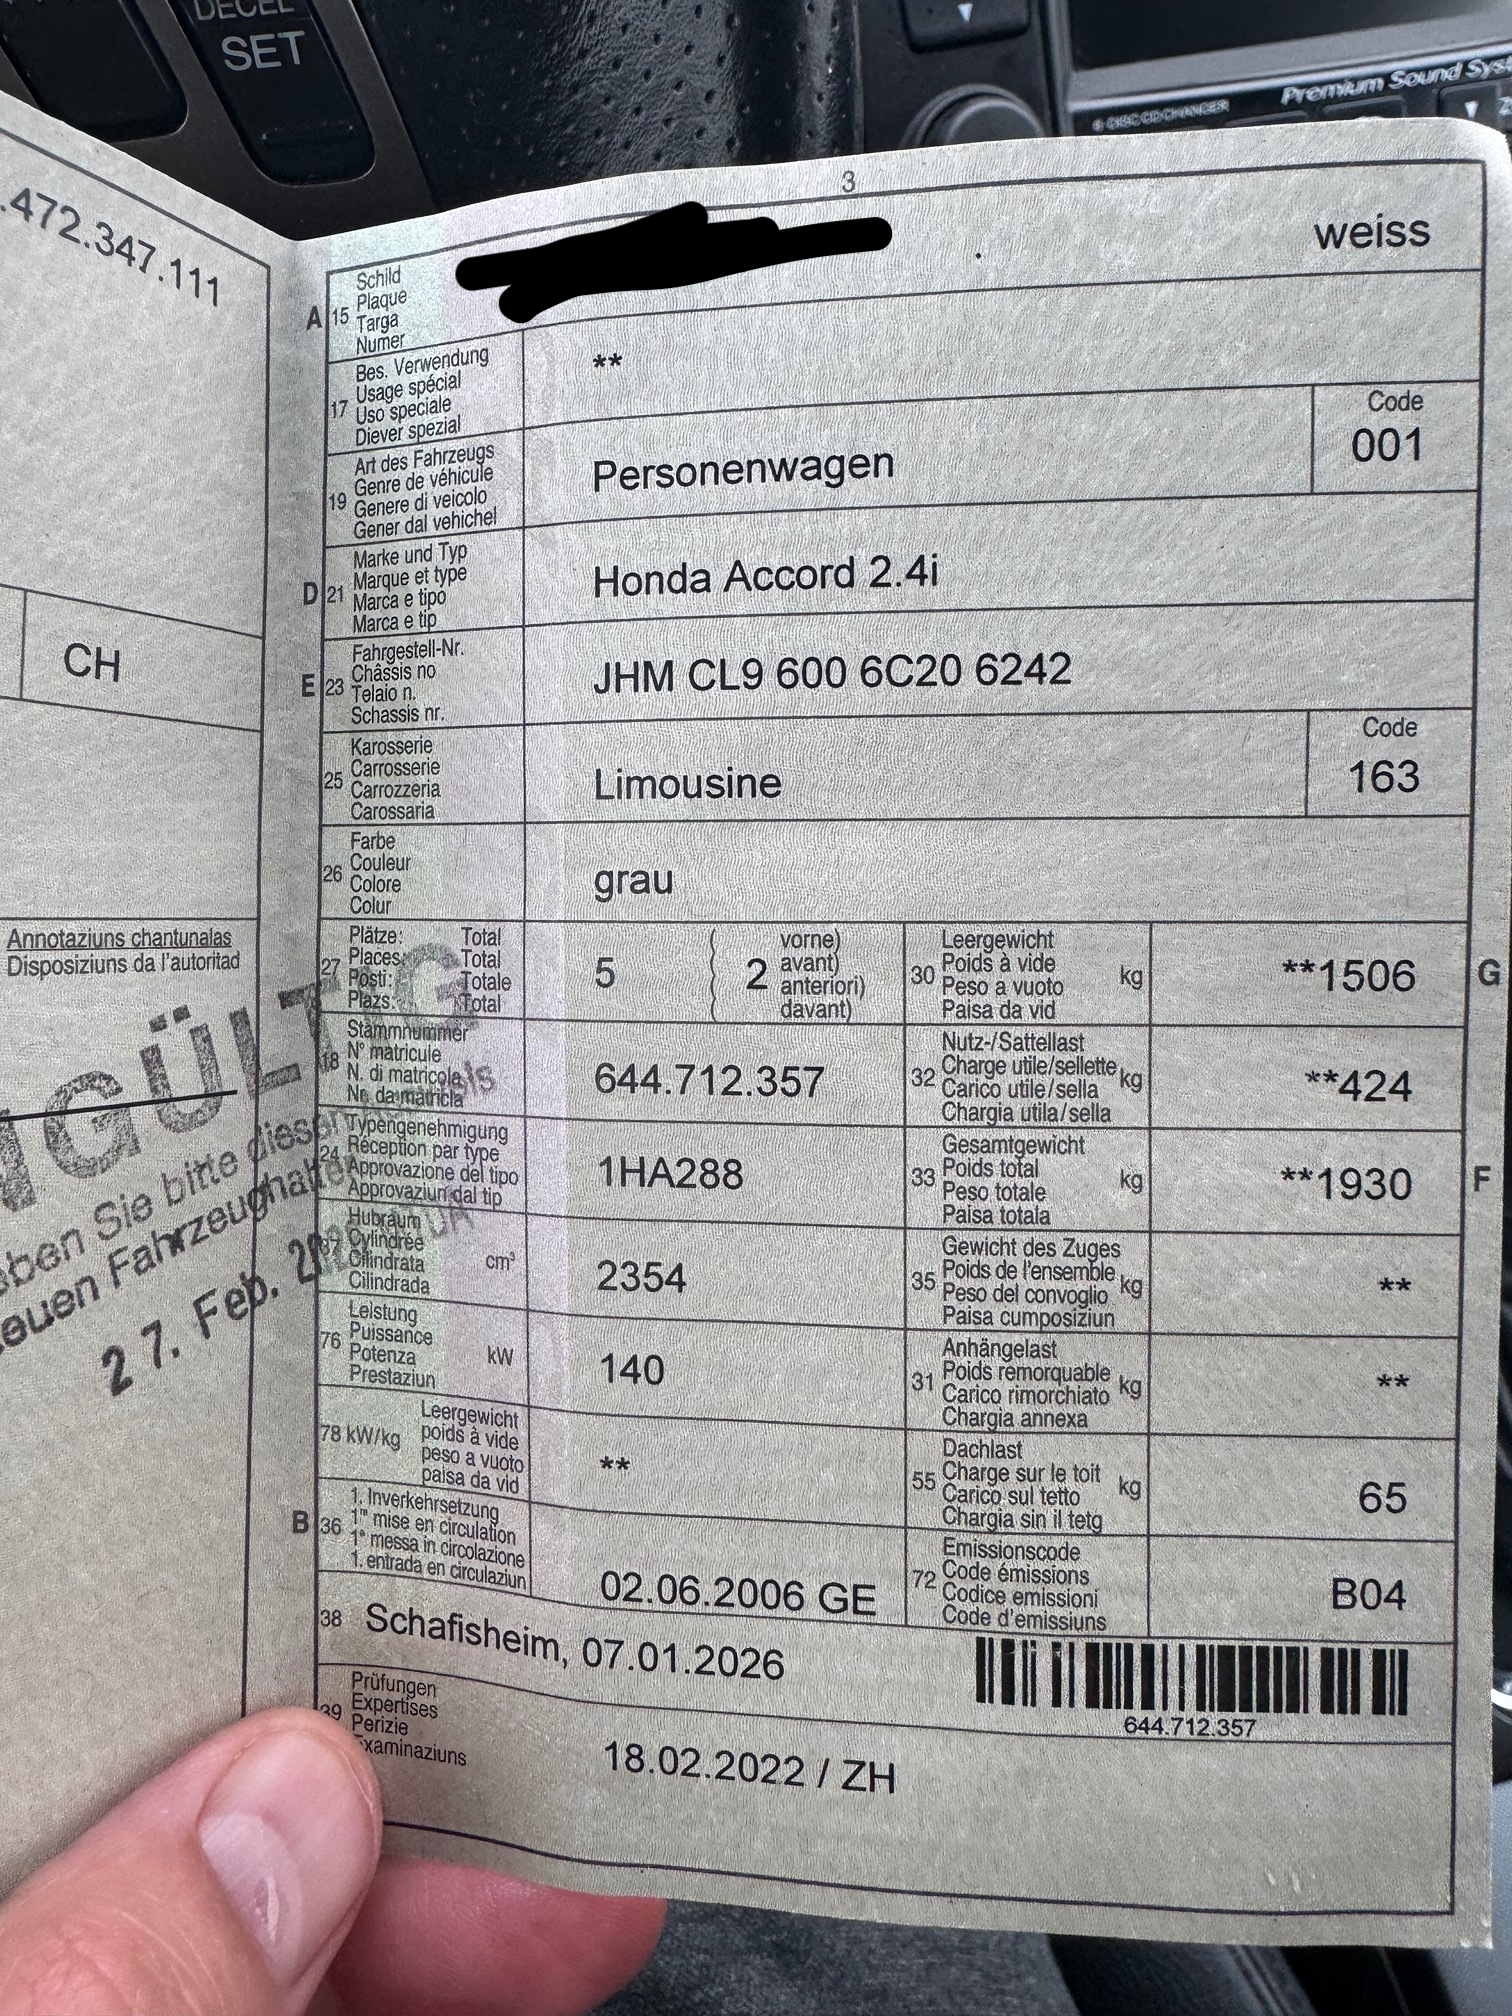 DECEL
SET
6 DISC CD CHANGER
Premium Sound Syst
.472.347.111
CH
Annotaziuns chantunalas
Disposiziuns da l'autoritad
NGÜLTIG
eben Sie bitte diesen
euen Fahrzeughalte
27. Feb. 2
3
A 15 Schild
Plaque
Targa
Numer
weiss
17 Bes. Verwendung
Usage spécial
Uso speciale
Diever spezial
**
19 Art des Fahrzeugs
Genre de véhicule
Genere di veicolo
Gener dal vehichel
Personenwagen
Code
001
D 21 Marke und Typ
Marque et type
Marca e tipo
Marca e tip
Honda Accord 2.4i
E 23 Fahrgestell-Nr.
Châssis no
Telaio n.
Schassis nr.
JHM CL9 600 6C20 6242
25 Karosserie
Carrosserie
Carrozzeria
Carossaria
Limousine
Code
163
26 Farbe
Couleur
Colore
Colur
grau
27 Plätze: Total
Places: Total
Posti: Totale
Plazs: Total
5
2
vorne)
avant)
anteriori)
davant)
30 Leergewicht
Poids à vide
Peso a vuoto
Paisa da vid
kg
**1506
G
18 Stammnummer
N° matricule
N. di matricola
Nr. da matricla
644.712.357
32 Nutz-/Sattellast
Charge utile/sellette
Carico utile/sella
Chargia utila/sella
kg
**424
24 Typengenehmigung
Réception par type
Approvazione del tipo
Approvaziun dal tip
1HA288
33 Gesamtgewicht
Poids total
Peso totale
Paisa totala
kg
**1930
F
37 Hubraum
Cylindrée
Cilindrata
Cilindrada
cm³
2354
35 Gewicht des Zuges
Poids de l'ensemble
Peso del convoglio
Paisa cumposiziun
kg
**
76 Leistung
Puissance
Potenza
Prestaziun
kW
140
31 Anhängelast
Poids remorquable
Carico rimorchiato
Chargia annexa
kg
**
78 kW/kg
Leergewicht
poids à vide
peso a vuoto
paisa da vid
**
55 Dachlast
Charge sur le toit
Carico sul tetto
Chargia sin il tetg
kg
65
B 36 1. Inverkehrsetzung
1re mise en circulation
1a messa in circolazione
1. entrada en circulaziun
02.06.2006 GE
72 Emissionscode
Code émissions
Codice emissioni
Code d'emissiuns
B04
38 Schafisheim, 07.01.2026
644.712.357
39 Prüfungen
Expertises
Perizie
Examinaziuns
18.02.2022 / ZH